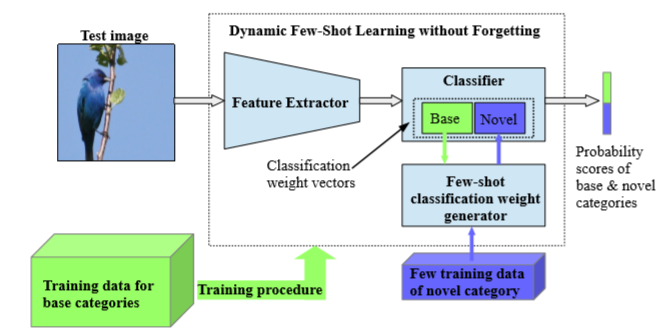 Dynamic Few-Shot Learning without Forgetting
Test image
Feature Extractor
Classifier
Base
Novel
Classification
weight vectors
Few-shot
classification weight
generator
Probability
scores of
base & novel
categories
Training data for
base categories
Training procedure
Few training data
of novel category